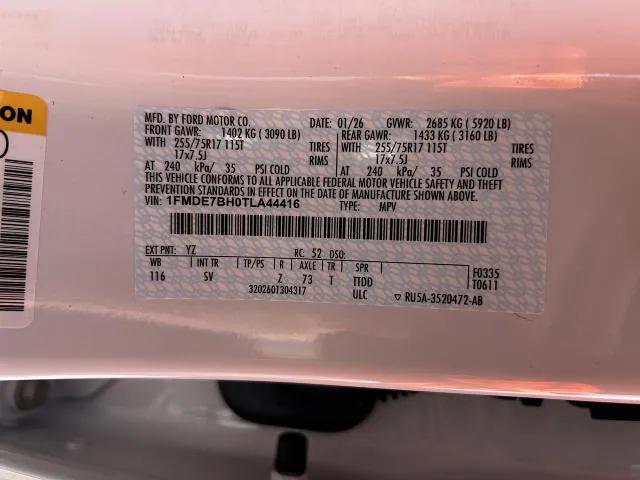 ON
MFD. BY FORD MOTOR CO. DATE: 01/26 GVWR: 2685 KG ( 5920 LB)
FRONT GAWR: 1402 KG ( 3090 LB) REAR GAWR: 1433 KG ( 3160 LB)
WITH 255/75R17 115T TIRES WITH 255/75R17 115T TIRES
17x7.5J RIMS 17x7.5J RIMS
AT 240 kPa/ 35 PSI COLD AT 240 kPa/ 35 PSI COLD
THIS VEHICLE CONFORMS TO ALL APPLICABLE FEDERAL MOTOR VEHICLE SAFETY AND THEFT
PREVENTION STANDARDS IN EFFECT ON THE DATE OF MANUFACTURE SHOWN ABOVE.
VIN: 1FMDE7BH0TLA44416 TYPE: MPV
EXT PNT: YZ RC: 52 DSO:
WB INT TR TP/PS R AXLE TR SPR F0335
116 SV 7 73 T TTDD T0611
3202601304317 ULC ▽ RU5A-3520472-AB